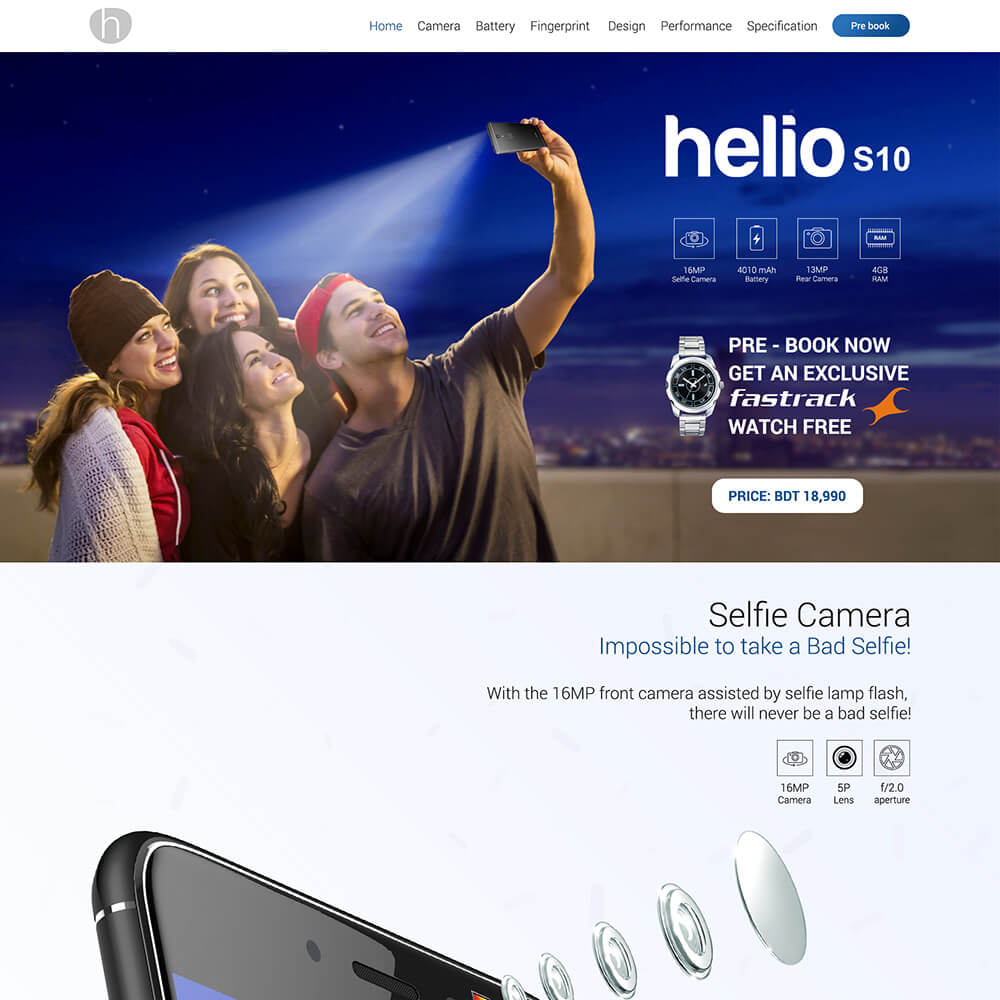 h
Home Camera Battery Fingerprint Design Performance Specification Pre book
helio S10
RAM
16MP
Selfie Camera
4010 mAh
Battery
13MP
Rear Camera
4GB
RAM
PRE - BOOK NOW
GET AN EXCLUSIVE
fastrack
WATCH FREE
PRICE: BDT 18,990
Selfie Camera
Impossible to take a Bad Selfie!
With the 16MP front camera assisted by selfie lamp flash,
there will never be a bad selfie!
16MP
Camera
5P
Lens
f/2.0
aperture